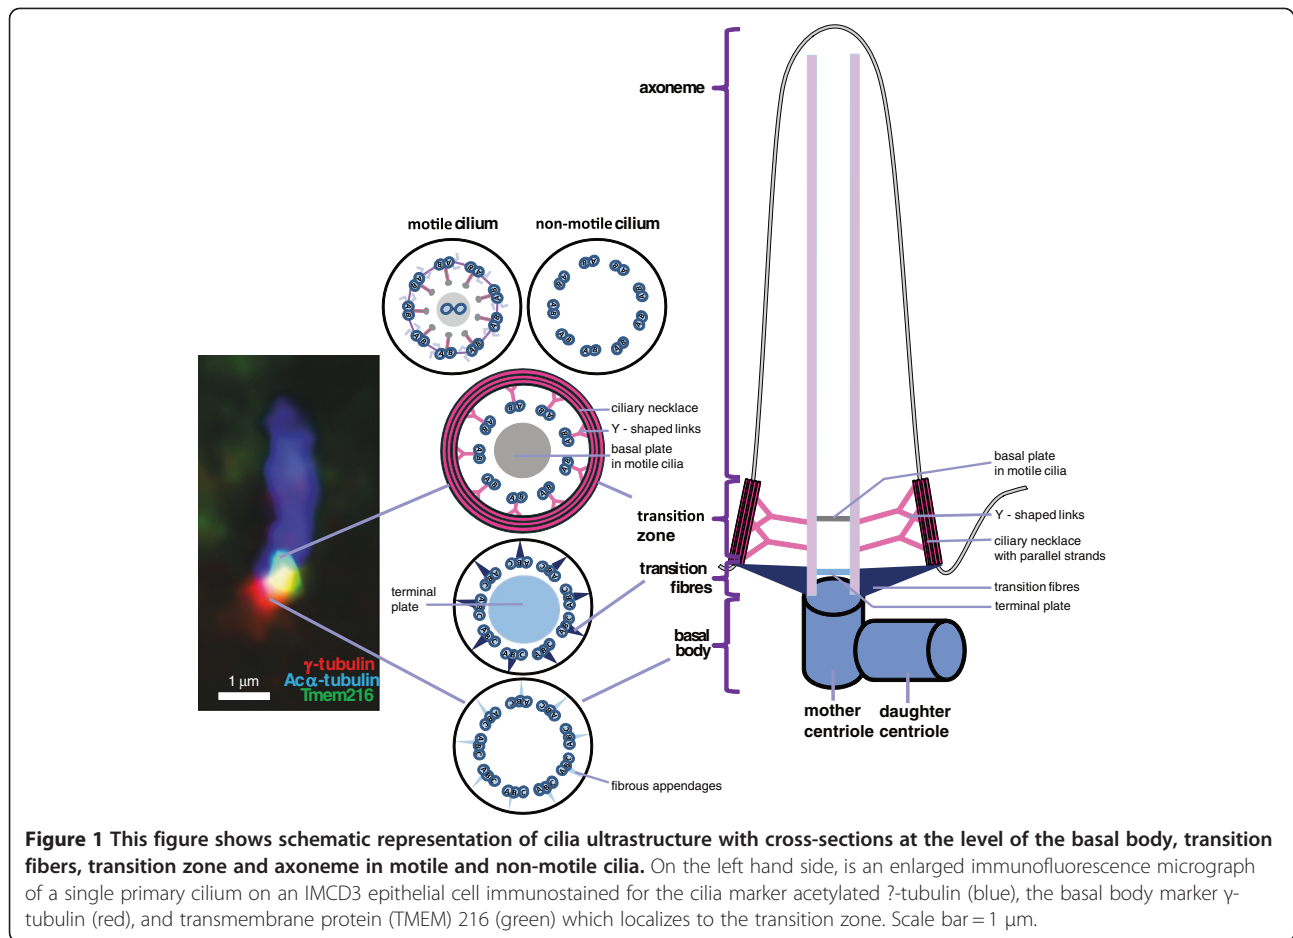 axoneme
motile cilium
non-motile cilium
ciliary necklace
Y - shaped links
basal plate
in motile cilia
transition
zone
transition
fibres
terminal
plate
basal
body
fibrous appendages
basal plate
in motile cilia
Y - shaped links
ciliary necklace
with parallel strands
transition fibres
terminal plate
mother
centriole
daughter
centriole
γ-tubulin
Acα-tubulin
Tmem216
1 μm
Figure 1 This figure shows schematic representation of cilia ultrastructure with cross-sections at the level of the basal body, transition
fibers, transition zone and axoneme in motile and non-motile cilia. On the left hand side, is an enlarged immunofluorescence micrograph
of a single primary cilium on an IMCD3 epithelial cell immunostained for the cilia marker acetylated ?-tubulin (blue), the basal body marker γ-
tubulin (red), and transmembrane protein (TMEM) 216 (green) which localizes to the transition zone. Scale bar = 1 μm.